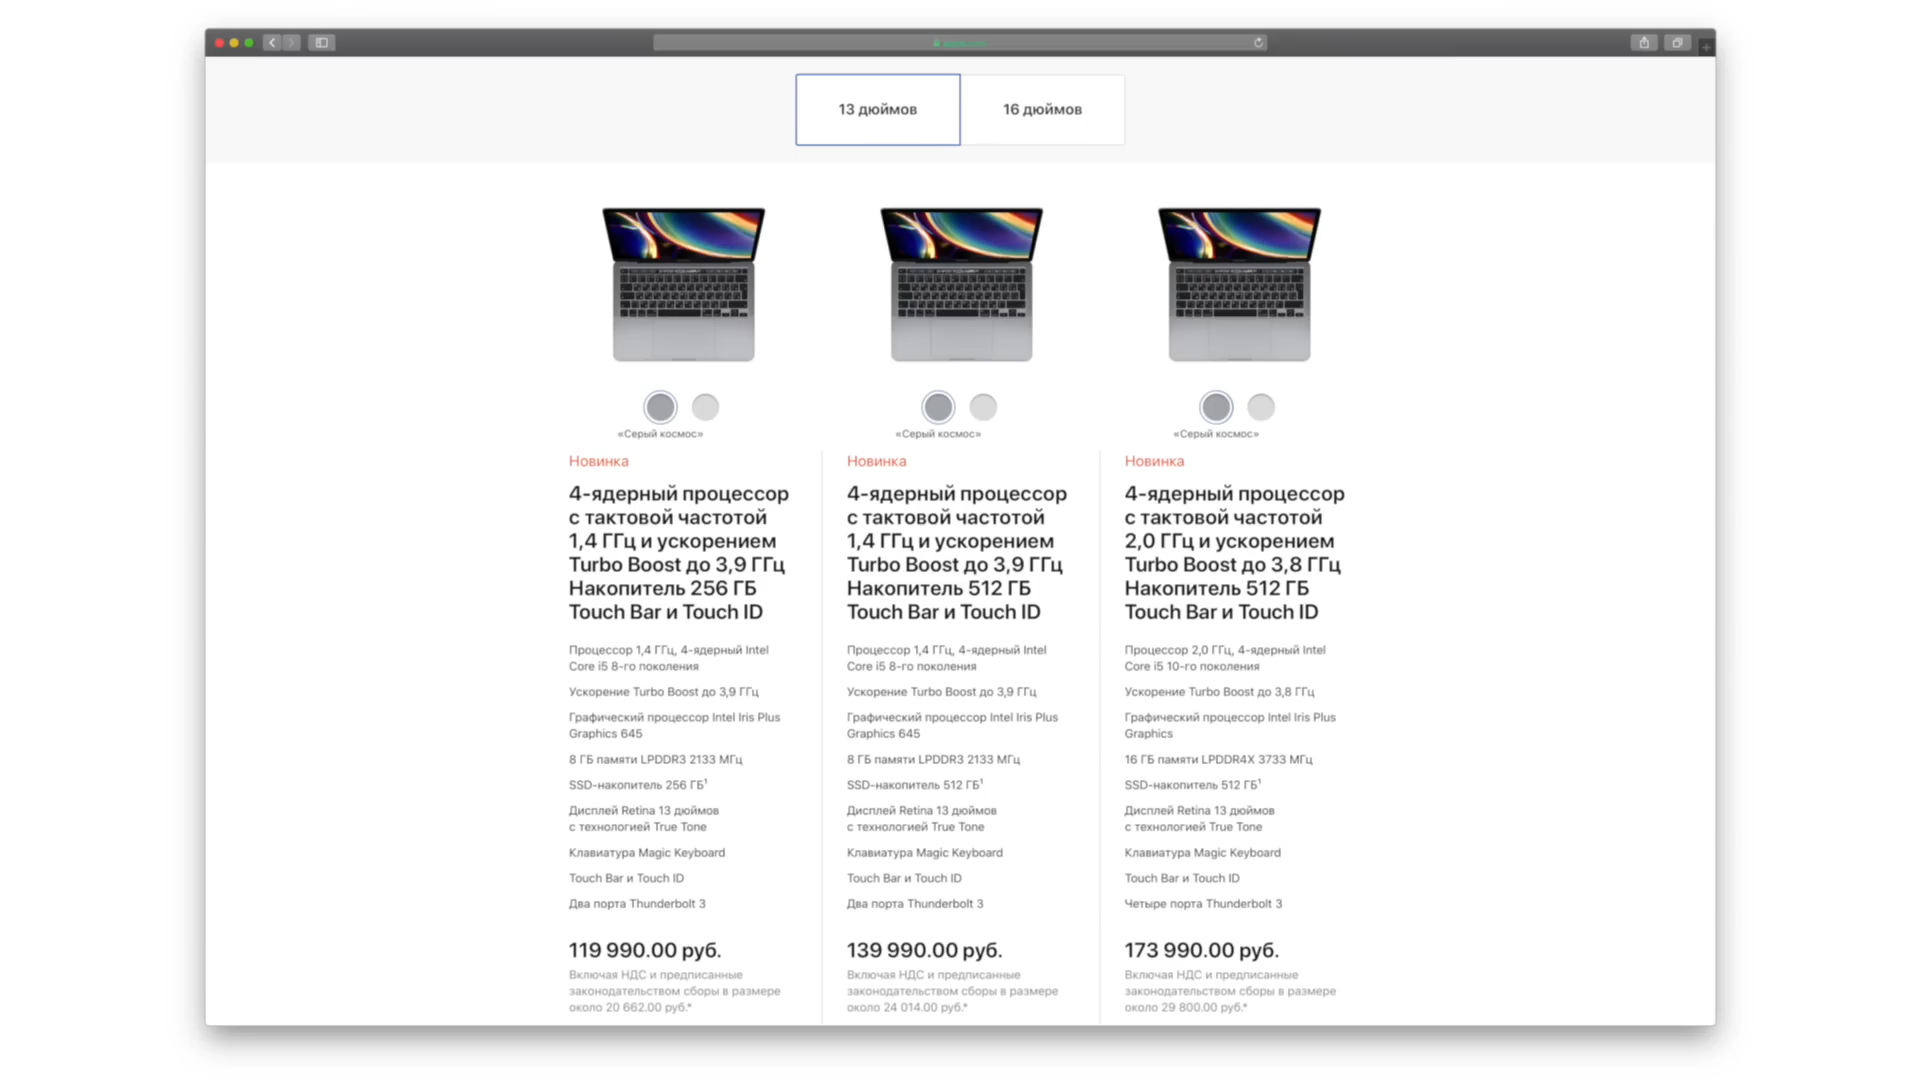 13 дюймов
16 дюймов
«Серый космос»
Новинка
4-ядерный процессор
с тактовой частотой
1,4 ГГц и ускорением
Turbo Boost до 3,9 ГГц
Накопитель 256 ГБ
Touch Bar и Touch ID
Процессор 1,4 ГГц, 4-ядерный Intel
Core i5 8-го поколения
Ускорение Turbo Boost до 3,9 ГГц
Графический процессор Intel Iris Plus
Graphics 645
8 ГБ памяти LPDDR3 2133 МГц
SSD-накопитель 256 ГБ¹
Дисплей Retina 13 дюймов
с технологией True Tone
Клавиатура Magic Keyboard
Touch Bar и Touch ID
Два порта Thunderbolt 3
119 990.00 руб.
Включая НДС и предписанные
законодательством сборы в размере
около 20 662.00 руб.*
«Серый космос»
Новинка
4-ядерный процессор
с тактовой частотой
1,4 ГГц и ускорением
Turbo Boost до 3,9 ГГц
Накопитель 512 ГБ
Touch Bar и Touch ID
Процессор 1,4 ГГц, 4-ядерный Intel
Core i5 8-го поколения
Ускорение Turbo Boost до 3,9 ГГц
Графический процессор Intel Iris Plus
Graphics 645
8 ГБ памяти LPDDR3 2133 МГц
SSD-накопитель 512 ГБ¹
Дисплей Retina 13 дюймов
с технологией True Tone
Клавиатура Magic Keyboard
Touch Bar и Touch ID
Два порта Thunderbolt 3
139 990.00 руб.
Включая НДС и предписанные
законодательством сборы в размере
около 24 014.00 руб.*
«Серый космос»
Новинка
4-ядерный процессор
с тактовой частотой
2,0 ГГц и ускорением
Turbo Boost до 3,8 ГГц
Накопитель 512 ГБ
Touch Bar и Touch ID
Процессор 2,0 ГГц, 4-ядерный Intel
Core i5 10-го поколения
Ускорение Turbo Boost до 3,8 ГГц
Графический процессор Intel Iris Plus
Graphics
16 ГБ памяти LPDDR4X 3733 МГц
SSD-накопитель 512 ГБ¹
Дисплей Retina 13 дюймов
с технологией True Tone
Клавиатура Magic Keyboard
Touch Bar и Touch ID
Четыре порта Thunderbolt 3
173 990.00 руб.
Включая НДС и предписанные
законодательством сборы в размере
около 29 800.00 руб.*